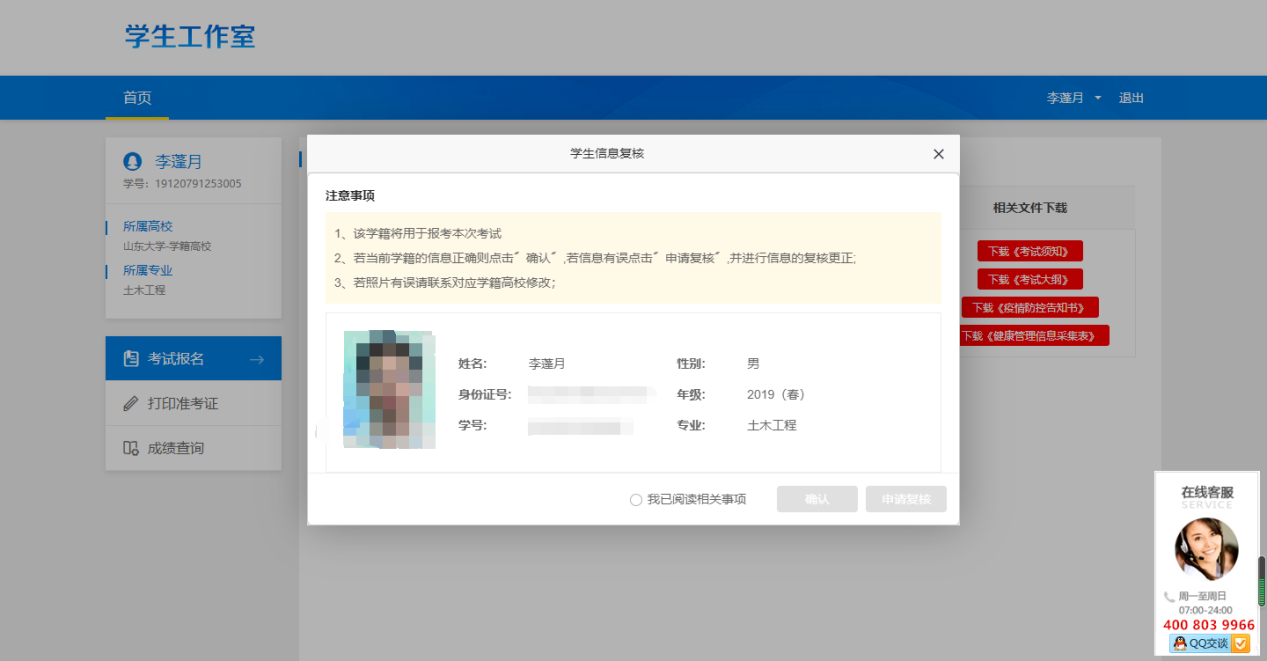 学生工作室
首页
李蓬月
退出
李蓬月
学号：19120791253005
所属高校
山东大学-学籍高校
所属专业
土木工程
考试报名
打印准考证
成绩查询
学生信息复核
注意事项
1、该学籍将用于报考本次考试
2、若当前学籍的信息正确则点击〞确认〞,若信息有误点击〞申请复核〞,并进行信息的复核更正;
3、若照片有误请联系对应学籍高校修改;
姓名: 李蓬月 性别: 男
身份证号: 年级: 2019（春）
学号: 专业: 土木工程
我已阅读相关事项 确认 申请复核
相关文件下载
下载《考试须知》
下载《考试大纲》
下载《疫情防控告知书》
下载《健康管理信息采集表》
在线客服
SERVICE
周一至周日
07:00-24:00
400 803 9966
QQ交谈